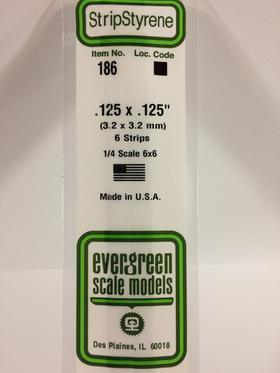 StripStyrene
Item No. Loc. Code
186
.125 x .125"
(3.2 x 3.2 mm)
6 Strips
1/4 Scale 6x6
Made in U.S.A.
evergreen
scale models
Des Plaines, IL 60018